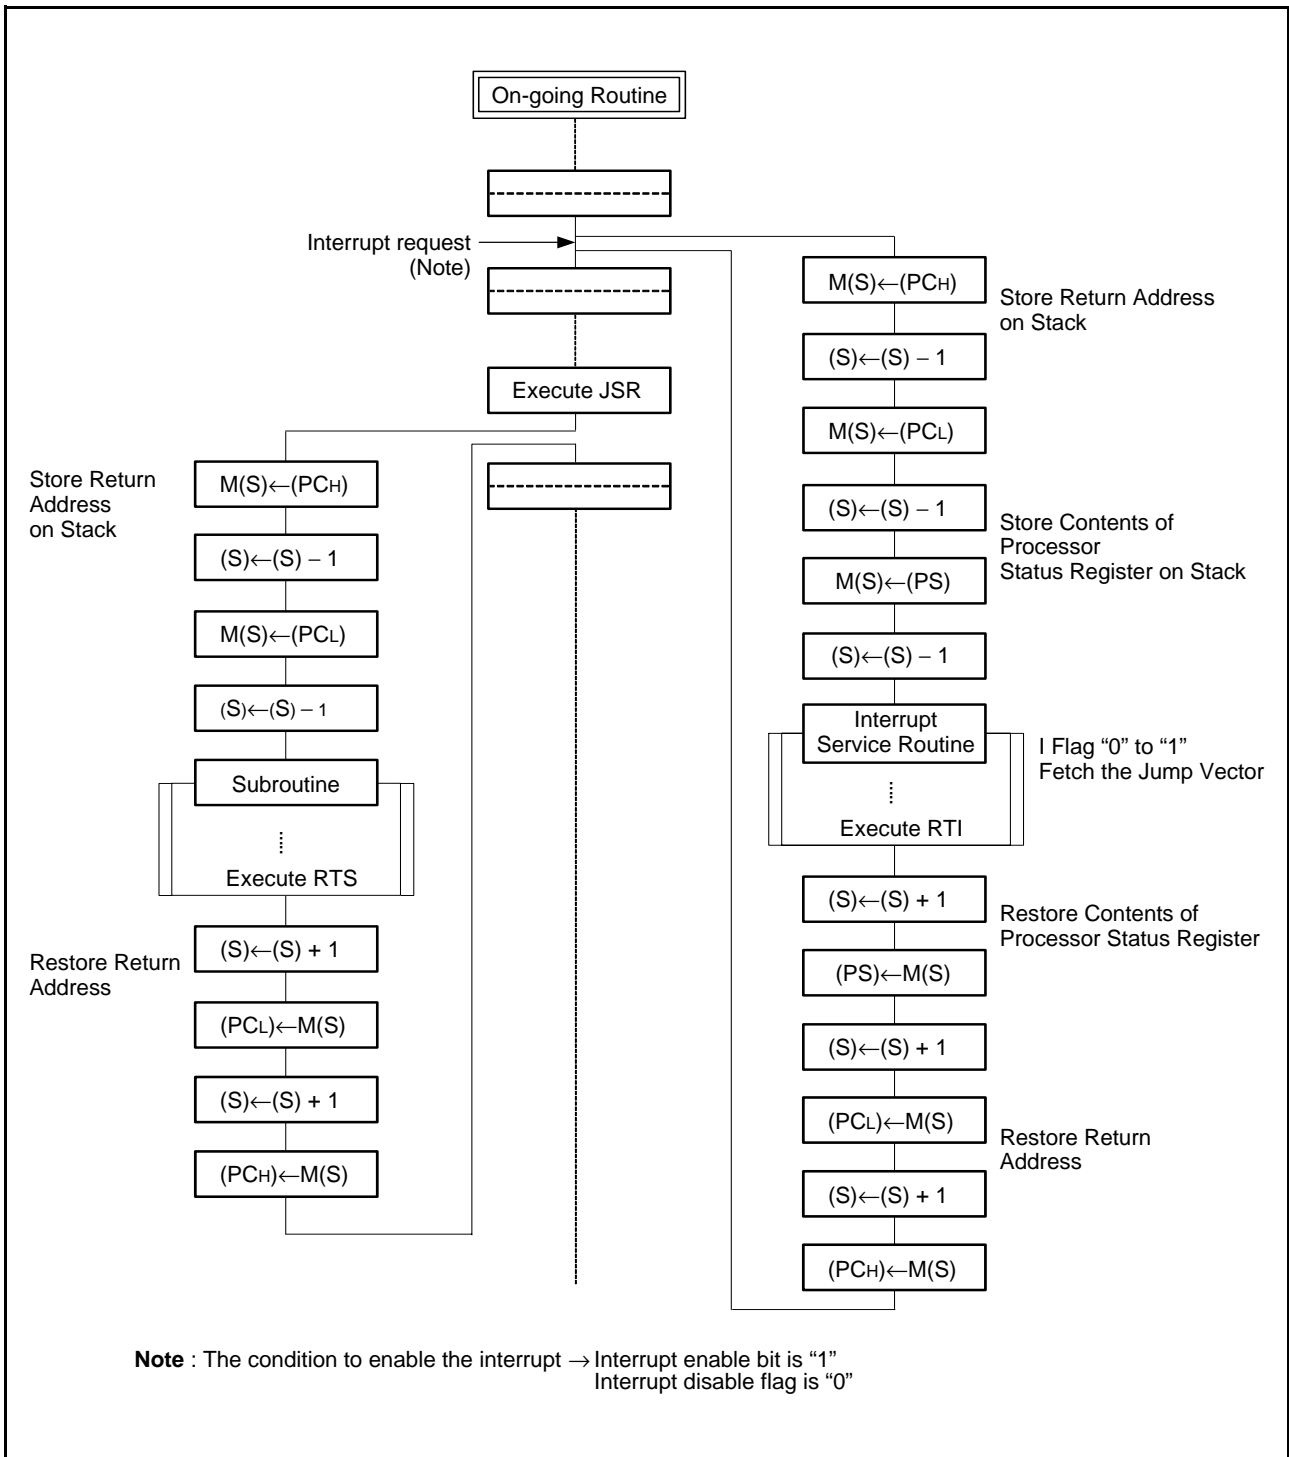 On-going Routine
Interrupt request
(Note)
Execute JSR
Store Return
Address
on Stack
M(S)←(PCH)
(S)←(S) – 1
M(S)←(PCL)
(S)←(S) – 1
Subroutine
Execute RTS
Restore Return
Address
(S)←(S) + 1
(PCL)←M(S)
(S)←(S) + 1
(PCH)←M(S)
M(S)←(PCH)
Store Return Address
on Stack
(S)←(S) – 1
M(S)←(PCL)
(S)←(S) – 1
Store Contents of
Processor
Status Register on Stack
M(S)←(PS)
(S)←(S) – 1
Interrupt
Service Routine
I Flag “0” to “1”
Fetch the Jump Vector
Execute RTI
(S)←(S) + 1
Restore Contents of
Processor Status Register
(PS)←M(S)
(S)←(S) + 1
(PCL)←M(S)
Restore Return
Address
(S)←(S) + 1
(PCH)←M(S)
Note : The condition to enable the interrupt → Interrupt enable bit is “1”
Interrupt disable flag is “0”